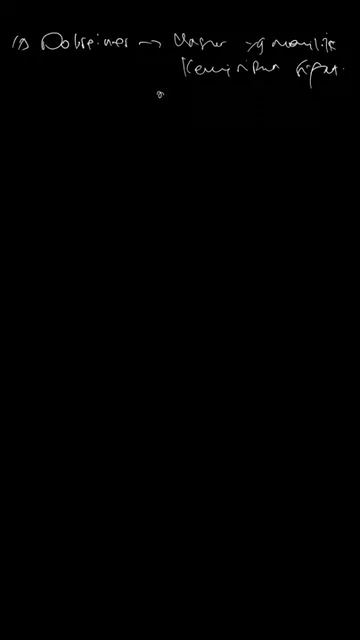 1) Dobreiner → Unsur yg memiliki
Kemiripan sifat.